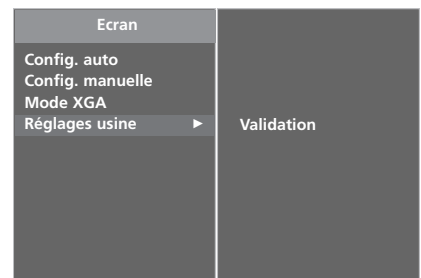 Ecran
Config. auto
Config. manuelle
Mode XGA
Réglages usine ►
Validation